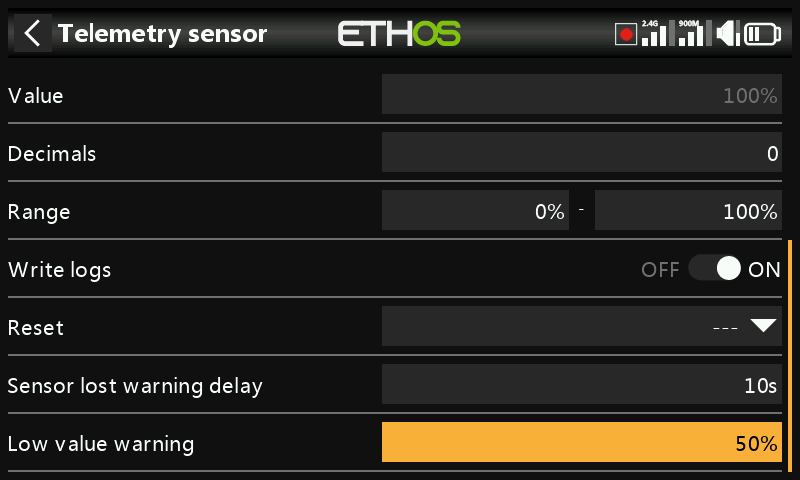 Telemetry sensor ETHOS 2.4G 900M
Value 100%
Decimals 0
Range 0% - 100%
Write logs OFF ON
Reset ---
Sensor lost warning delay 10s
Low value warning 50%